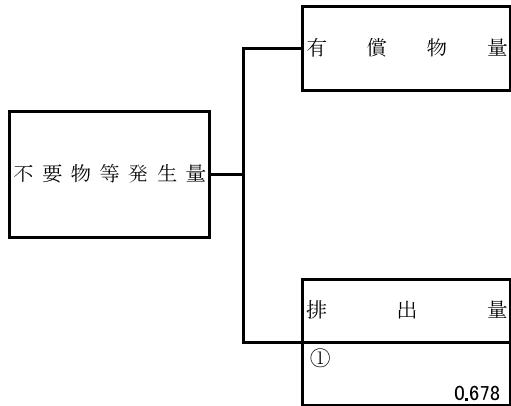 有償物量
不要物等発生量
排出量
①
0.678